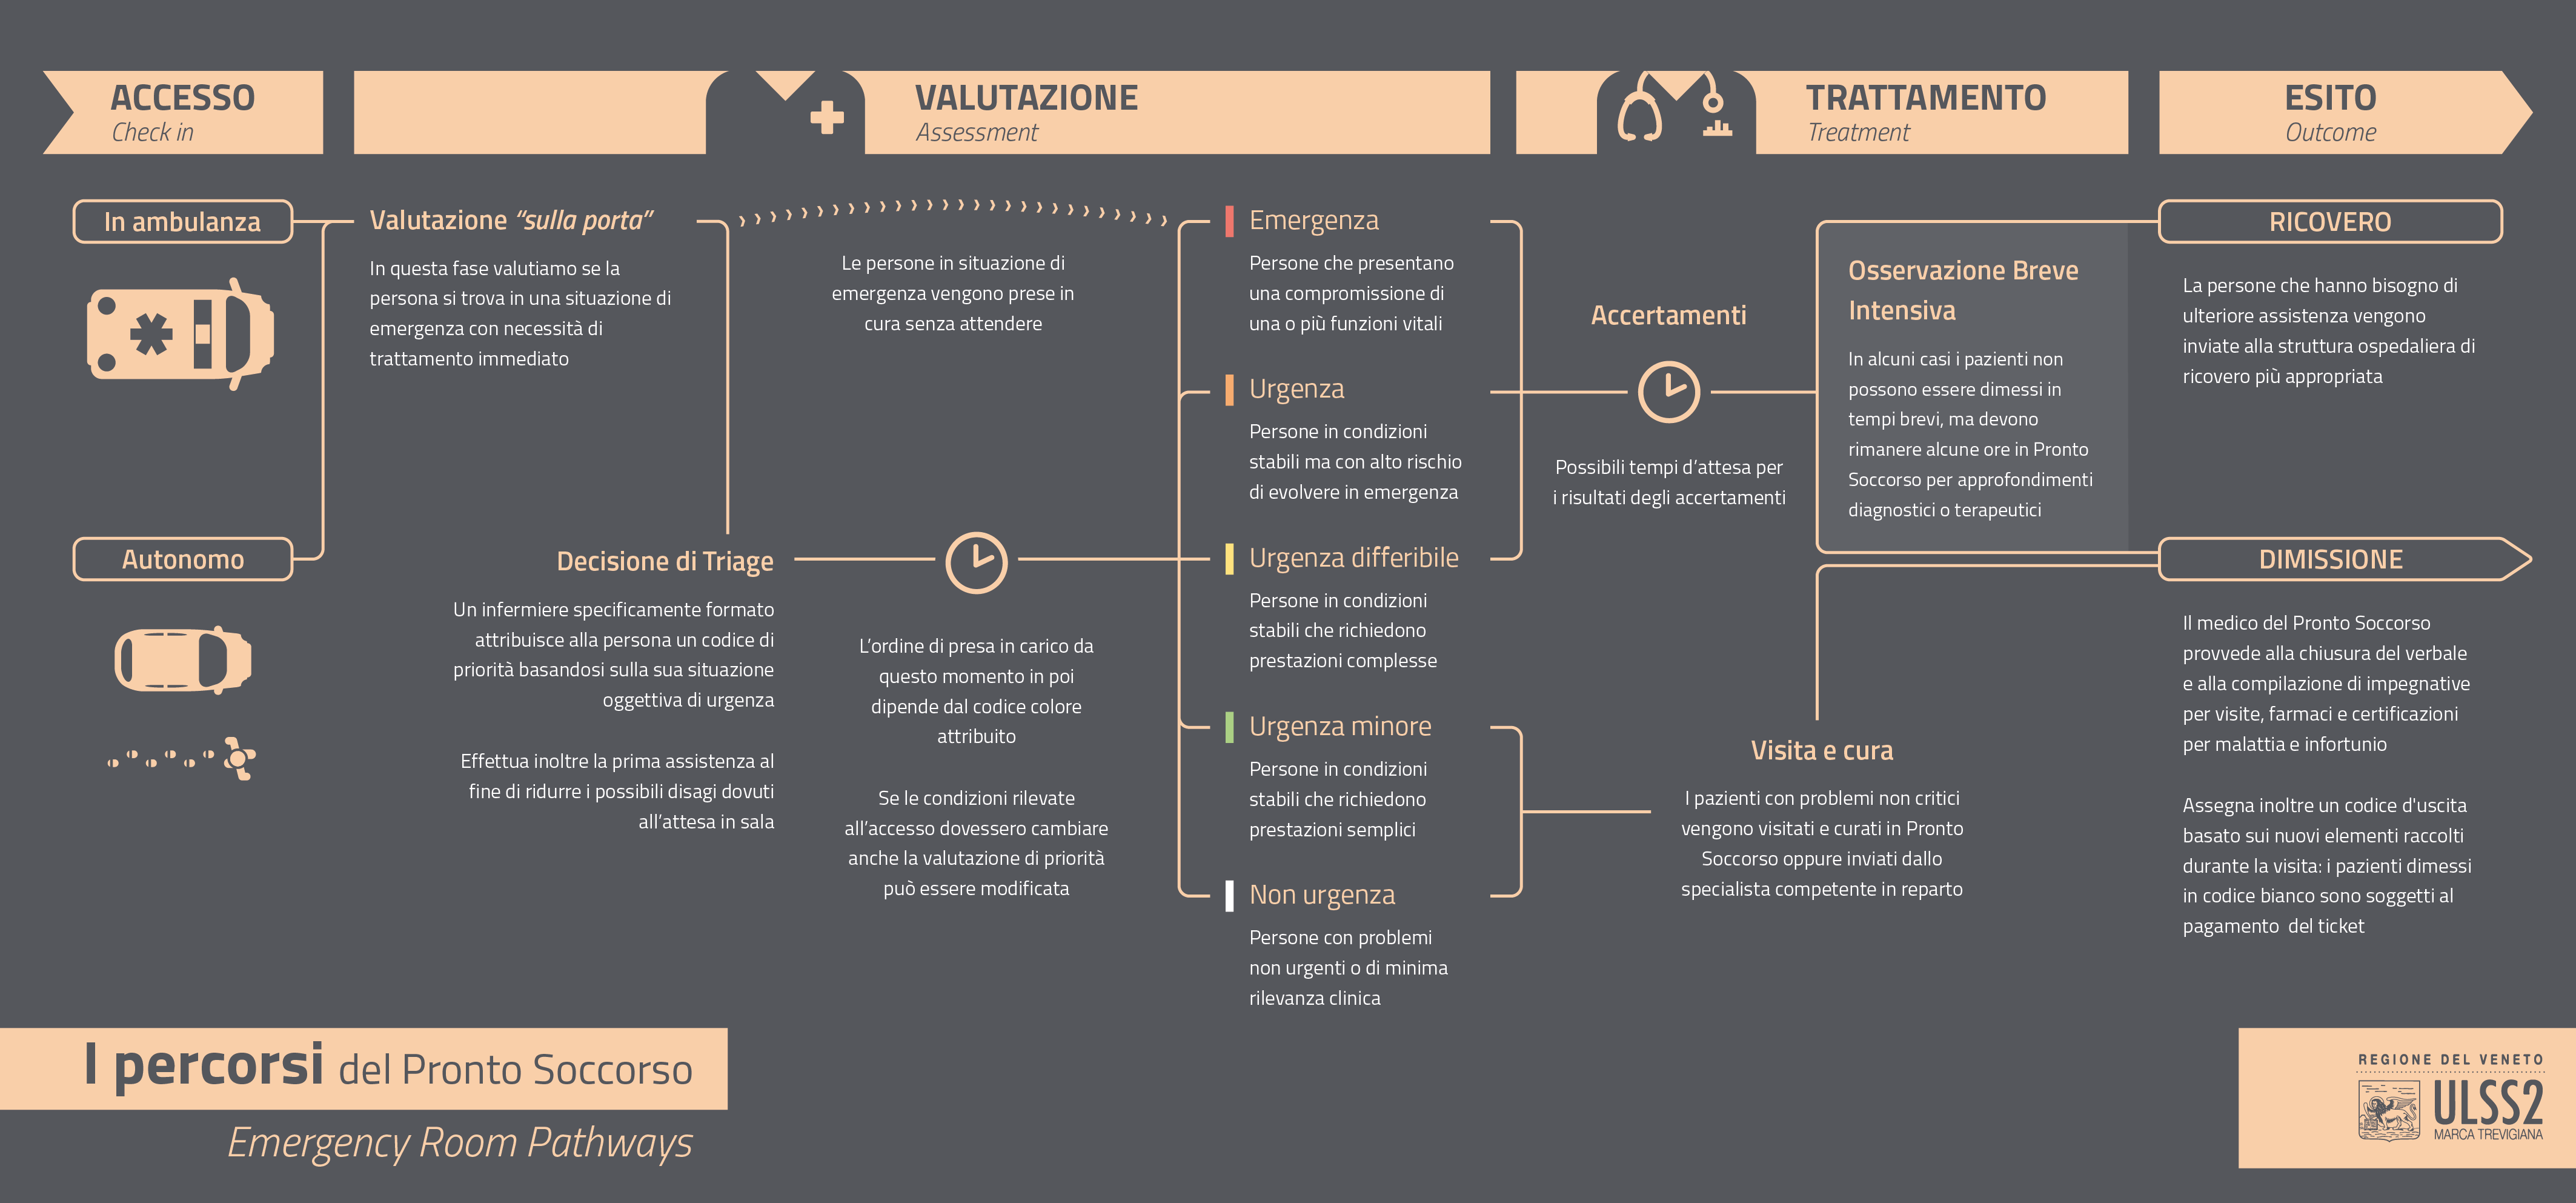 ACCESSO
Check in
VALUTAZIONE
Assessment
TRATTAMENTO
Treatment
ESITO
Outcome
In ambulanza
Autonomo
Valutazione “sulla porta”
In questa fase valutiamo se la
persona si trova in una situazione di
emergenza con necessità di
trattamento immediato
Decisione di Triage
Un infermiere specificamente formato
attribuisce alla persona un codice di
priorità basandosi sulla sua situazione
oggettiva di urgenza
Effettua inoltre la prima assistenza al
fine di ridurre i possibili disagi dovuti
all’attesa in sala
Le persone in situazione di
emergenza vengono prese in
cura senza attendere
L’ordine di presa in carico da
questo momento in poi
dipende dal codice colore
attribuito
Se le condizioni rilevate
all’accesso dovessero cambiare
anche la valutazione di priorità
può essere modificata
Emergenza
Persone che presentano
una compromissione di
una o più funzioni vitali
Urgenza
Persone in condizioni
stabili ma con alto rischio
di evolvere in emergenza
Urgenza differibile
Persone in condizioni
stabili che richiedono
prestazioni complesse
Urgenza minore
Persone in condizioni
stabili che richiedono
prestazioni semplici
Non urgenza
Persone con problemi
non urgenti o di minima
rilevanza clinica
Accertamenti
Possibili tempi d’attesa per
i risultati degli accertamenti
Osservazione Breve
Intensiva
In alcuni casi i pazienti non
possono essere dimessi in
tempi brevi, ma devono
rimanere alcune ore in Pronto
Soccorso per approfondimenti
diagnostici o terapeutici
Visita e cura
I pazienti con problemi non critici
vengono visitati e curati in Pronto
Soccorso oppure inviati dallo
specialista competente in reparto
RICOVERO
La persone che hanno bisogno di
ulteriore assistenza vengono
inviate alla struttura ospedaliera di
ricovero più appropriata
DIMISSIONE
Il medico del Pronto Soccorso
provvede alla chiusura del verbale
e alla compilazione di impegnative
per visite, farmaci e certificazioni
per malattia e infortunio
Assegna inoltre un codice d'uscita
basato sui nuovi elementi raccolti
durante la visita: i pazienti dimessi
in codice bianco sono soggetti al
pagamento del ticket
I percorsi del Pronto Soccorso
Emergency Room Pathways
REGIONE DEL VENETO
ULSS2
MARCA TREVIGIANA